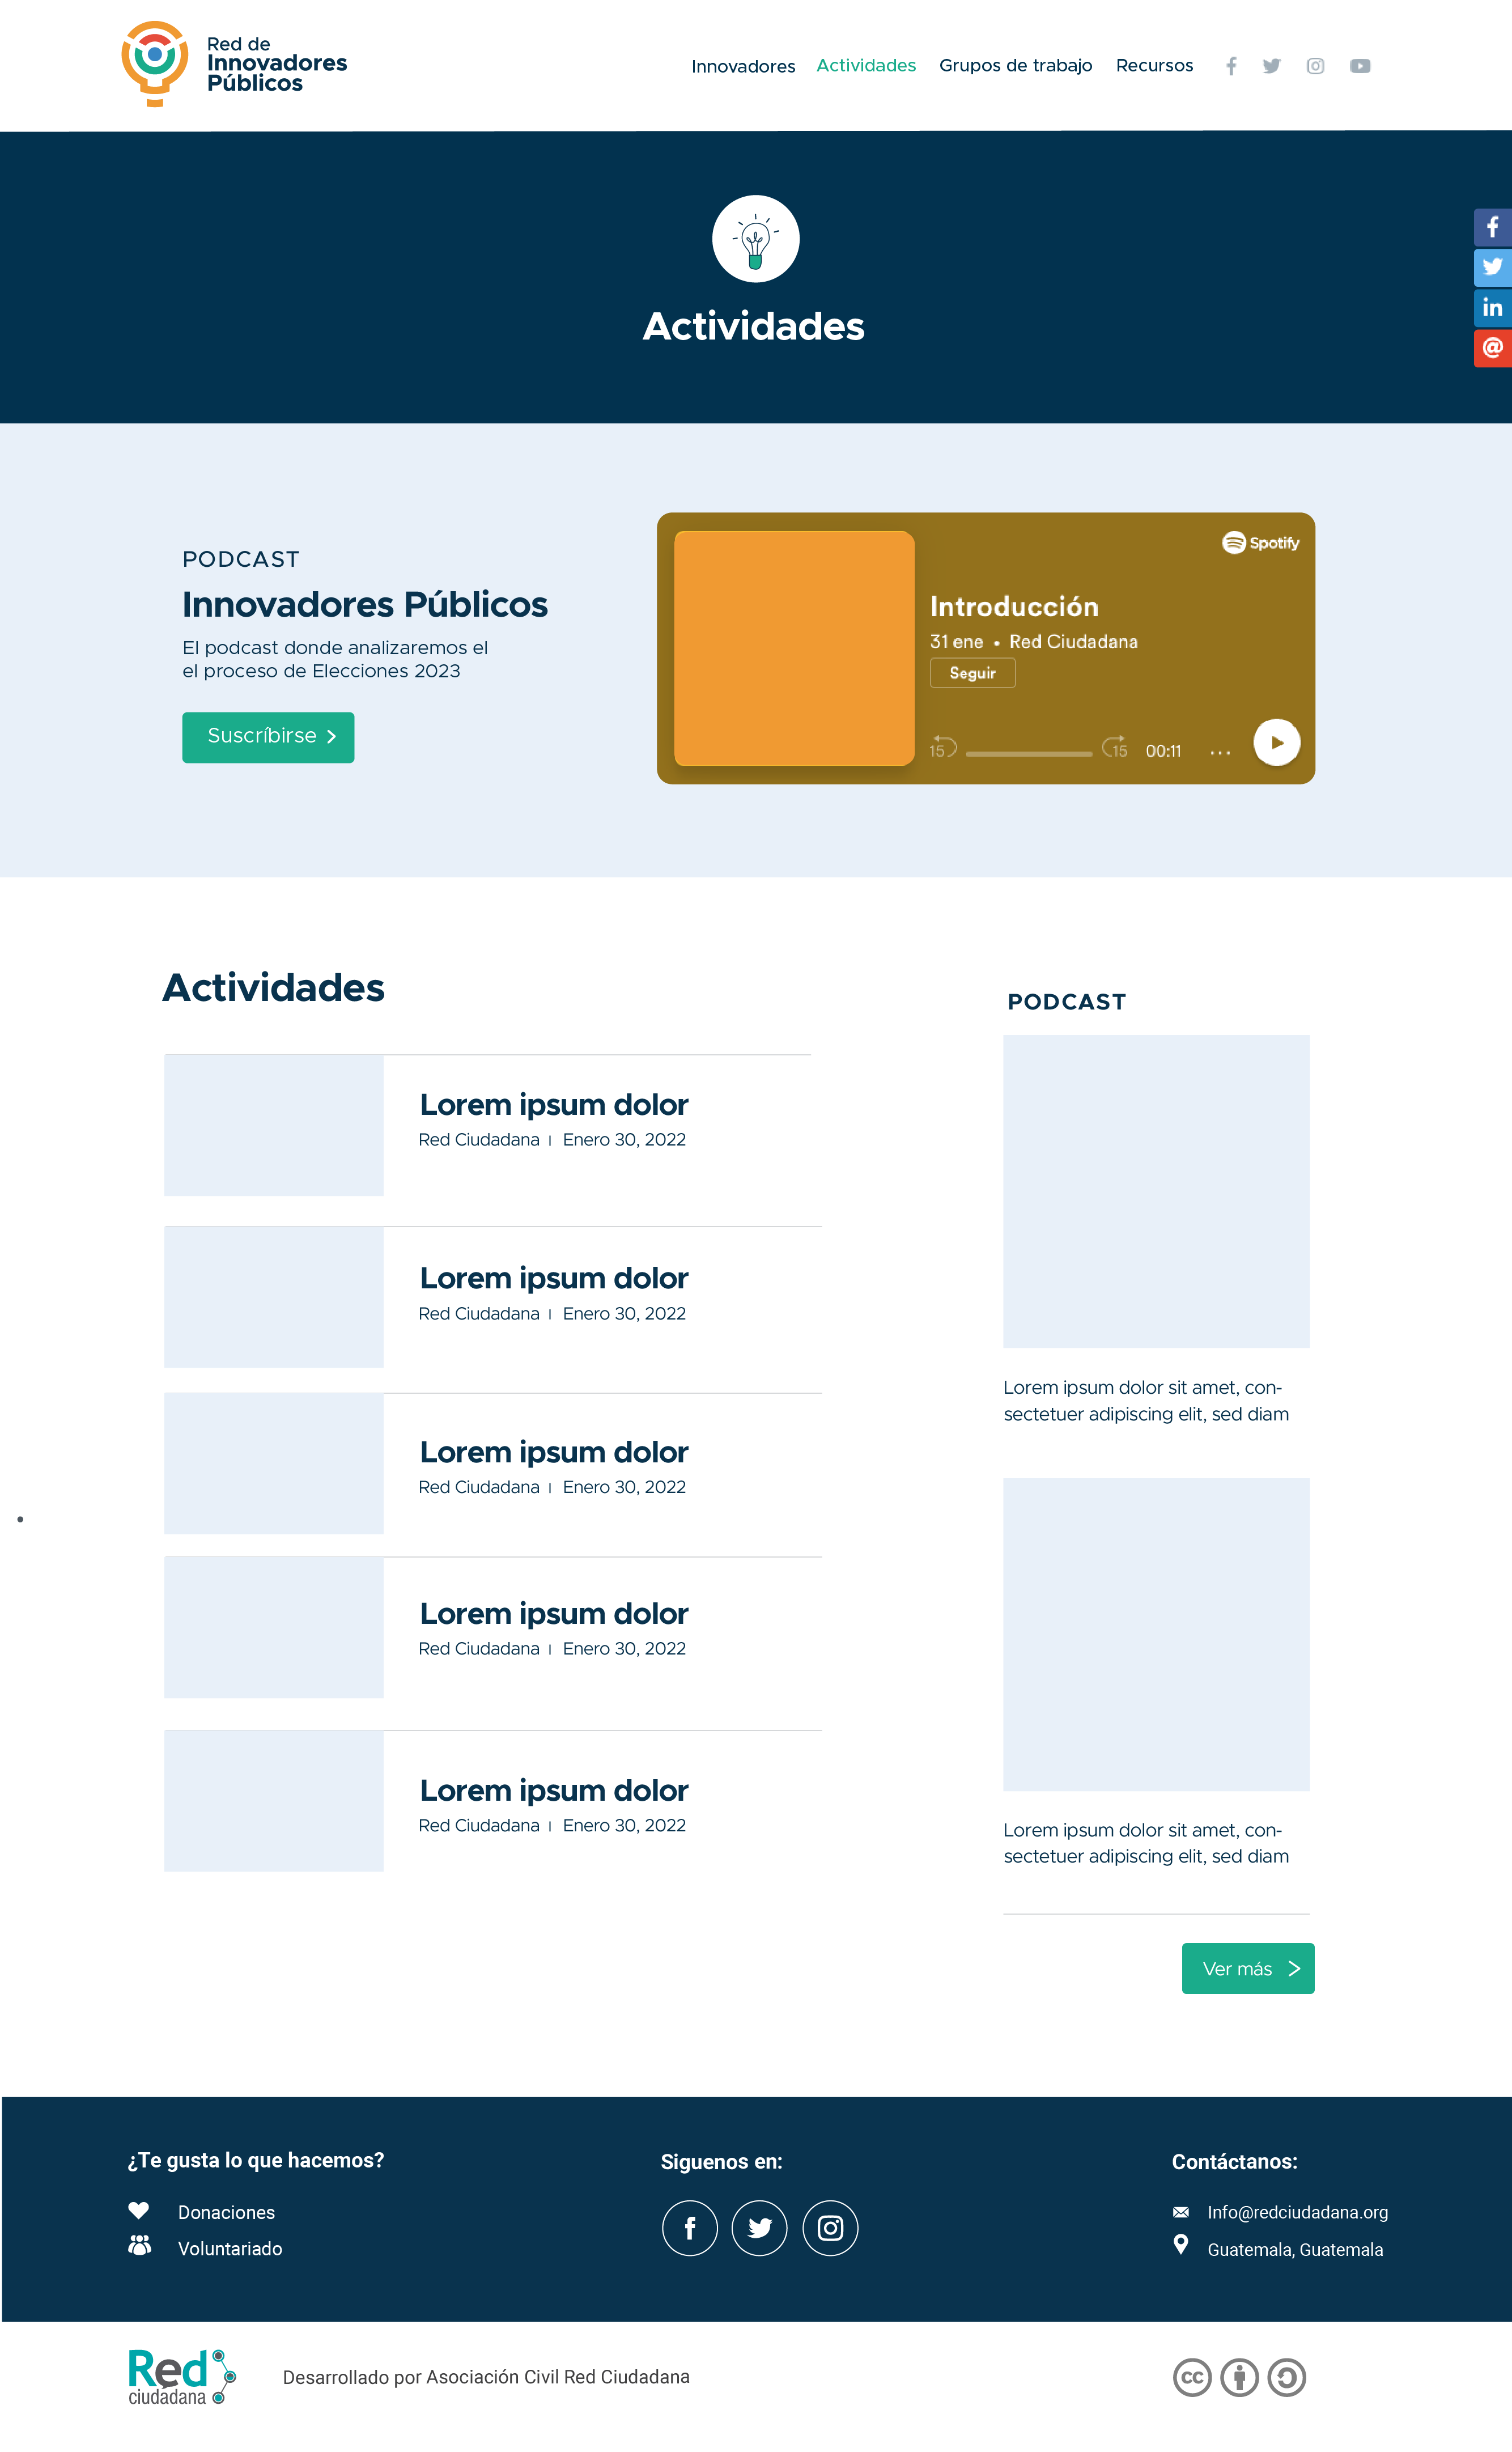 Red de
Innovadores
Públicos
Innovadores Actividades Grupos de trabajo Recursos
Actividades
PODCAST
Innovadores Públicos
El podcast donde analizaremos el
el proceso de Elecciones 2023
Suscríbirse >
Spotify
Introducción
31 ene • Red Ciudadana
Seguir
15 15 00:11 ...
Actividades
Lorem ipsum dolor
Red Ciudadana | Enero 30, 2022
Lorem ipsum dolor
Red Ciudadana | Enero 30, 2022
Lorem ipsum dolor
Red Ciudadana | Enero 30, 2022
Lorem ipsum dolor
Red Ciudadana | Enero 30, 2022
Lorem ipsum dolor
Red Ciudadana | Enero 30, 2022
PODCAST
Lorem ipsum dolor sit amet, con-
sectetuer adipiscing elit, sed diam
Lorem ipsum dolor sit amet, con-
sectetuer adipiscing elit, sed diam
Ver más >
¿Te gusta lo que hacemos?
Donaciones
Voluntariado
Siguenos en:
Contáctanos:
Info@redciudadana.org
Guatemala, Guatemala
Red
ciudadana
Desarrollado por Asociación Civil Red Ciudadana
cc